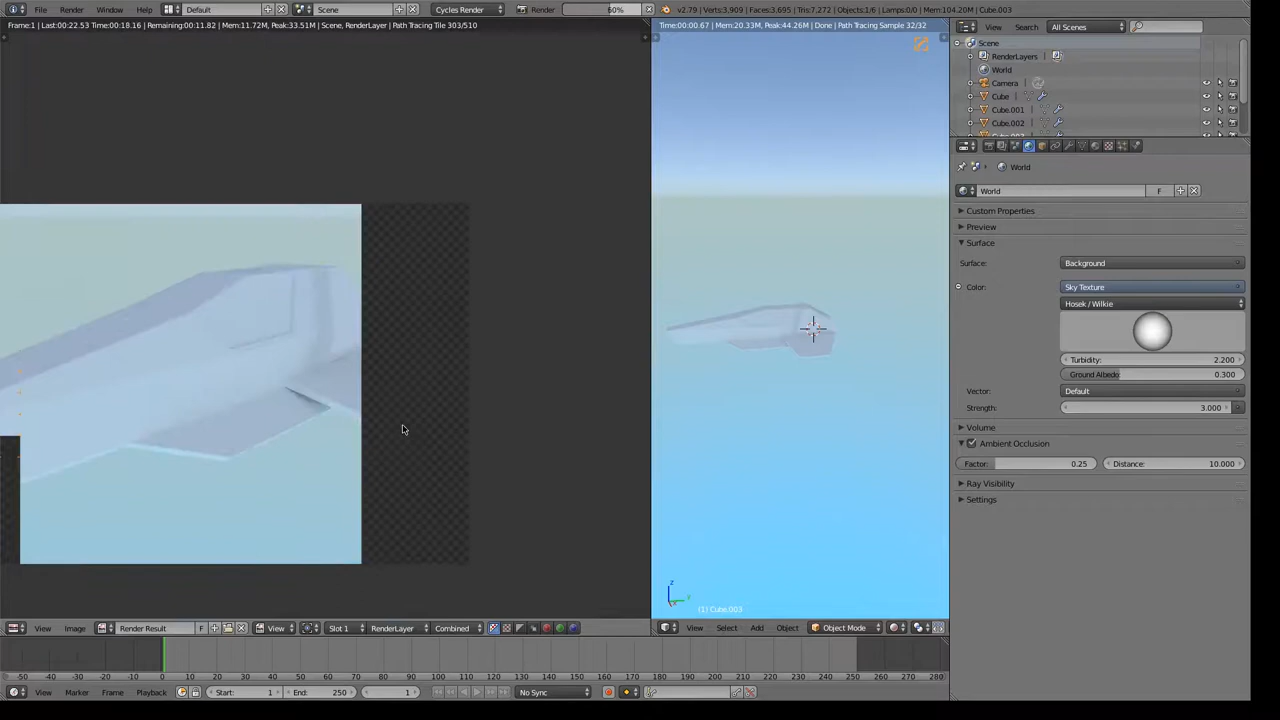 File Render Window Help Default Scene Cycles Render Render 60% v2.79 | Verts:3,909 | Faces:3,695 | Tris:7,272 | Objects:1/6 | Lamps:0/0 | Mem:104.20M | Cube.003
Frame:1 | Last:00:22.53 Time:00:18.16 | Remaining:00:11.82 | Mem:11.72M, Peak:33.51M | Scene, RenderLayer | Path Tracing Tile 303/510
Time:00:00.67 | Mem:20.33M, Peak:44.26M | Done | Path Tracing Sample 32/32
View Search All Scenes
Scene
RenderLayers
World
Camera
Cube
Cube.001
Cube.002
World
World F
Custom Properties
Preview
Surface
Surface: Background
Color: Sky Texture
Hosek / Wilkie
Turbidity: 2.200
Ground Albedo: 0.300
Vector: Default
Strength: 3.000
Volume
Ambient Occlusion
Factor: 0.25 Distance: 10.000
Ray Visibility
Settings
z
y
(1) Cube.003
View Image Render Result F View Slot 1 RenderLayer Combined
View Select Add Object Object Mode
-50 -40 -30 -20 -10 0 10 20 30 40 50 60 70 80 90 100 110 120 130 140 150 160 170 180 190 200 210 220 230 240 250 260 270 280
View Marker Frame Playback Start: 1 End: 250 1 No Sync